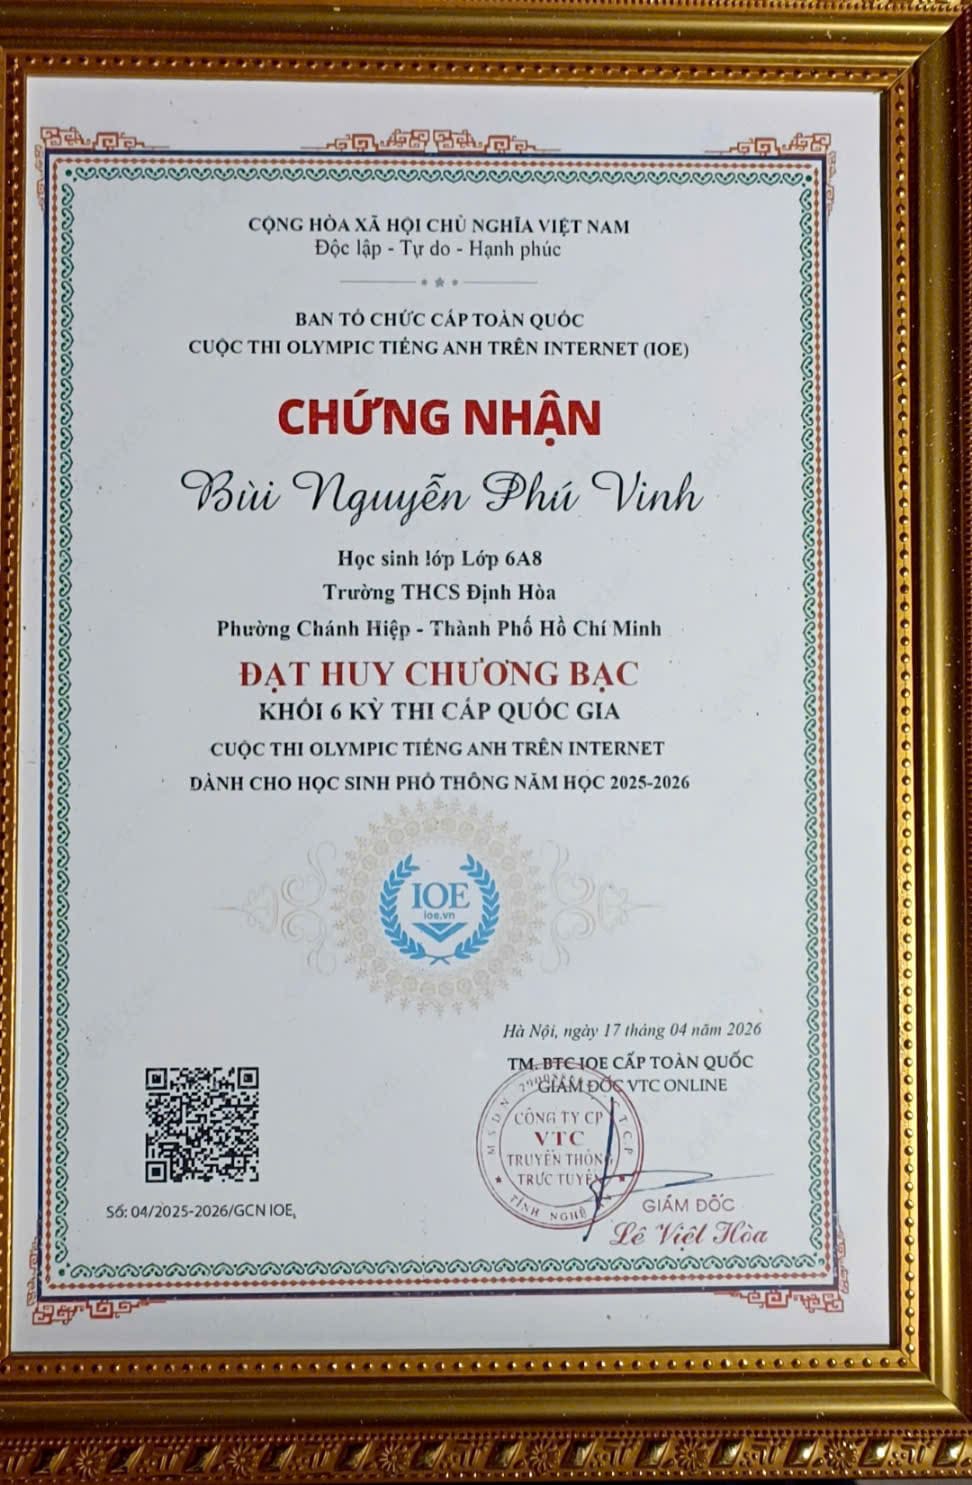 CỘNG HÒA XÃ HỘI CHỦ NGHĨA VIỆT NAM
Độc lập - Tự do - Hạnh phúc
BAN TỔ CHỨC CẤP TOÀN QUỐC
CUỘC THI OLYMPIC TIẾNG ANH TRÊN INTERNET (IOE)
CHỨNG NHẬN
Bùi Nguyễn Phú Vinh
Học sinh lớp Lớp 6A8
Trường THCS Định Hòa
Phường Chánh Hiệp - Thành Phố Hồ Chí Minh
ĐẠT HUY CHƯƠNG BẠC
KHỐI 6 KỲ THI CẤP QUỐC GIA
CUỘC THI OLYMPIC TIẾNG ANH TRÊN INTERNET
DÀNH CHO HỌC SINH PHỔ THÔNG NĂM HỌC 2025-2026
IOE
ioe.vn
Hà Nội, ngày 17 tháng 04 năm 2026
TM. BTC IOE CẤP TOÀN QUỐC
GIÁM ĐỐC VTC ONLINE
M.S.D.N
C.T.C.P
CÔNG TY CP
VTC
TRUYỀN THÔNG
TRỰC TUYẾN
TỈNH NGHỆ
GIÁM ĐỐC
Lê Việt Hòa
Số: 04/2025-2026/GCN IOE